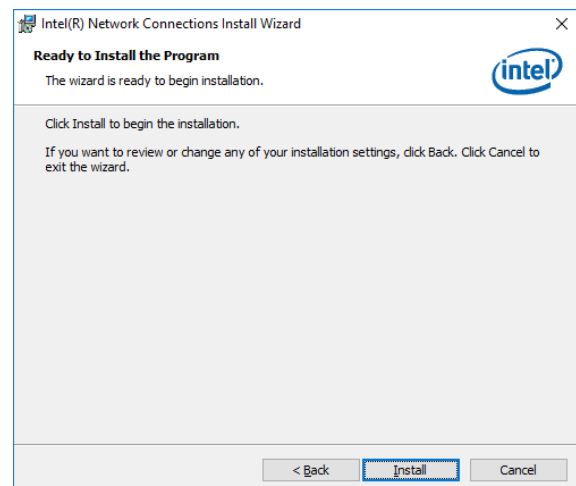 Intel(R) Network Connections Install Wizard
Ready to Install the Program
The wizard is ready to begin installation.
intel
Click Install to begin the installation.
If you want to review or change any of your installation settings, click Back. Click Cancel to
exit the wizard.
< Back
Install
Cancel